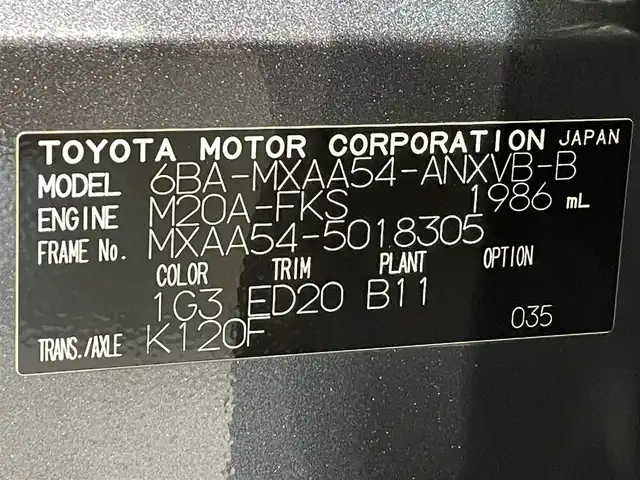 TOYOTA MOTOR CORPORATION JAPAN
MODEL 6BA-MXAA54-ANXVB-B
ENGINE M20A-FKS 1986 mL
FRAME No. MXAA54-5018305
COLOR TRIM PLANT OPTION
1G3 ED20 B11
TRANS./AXLE K120F 035